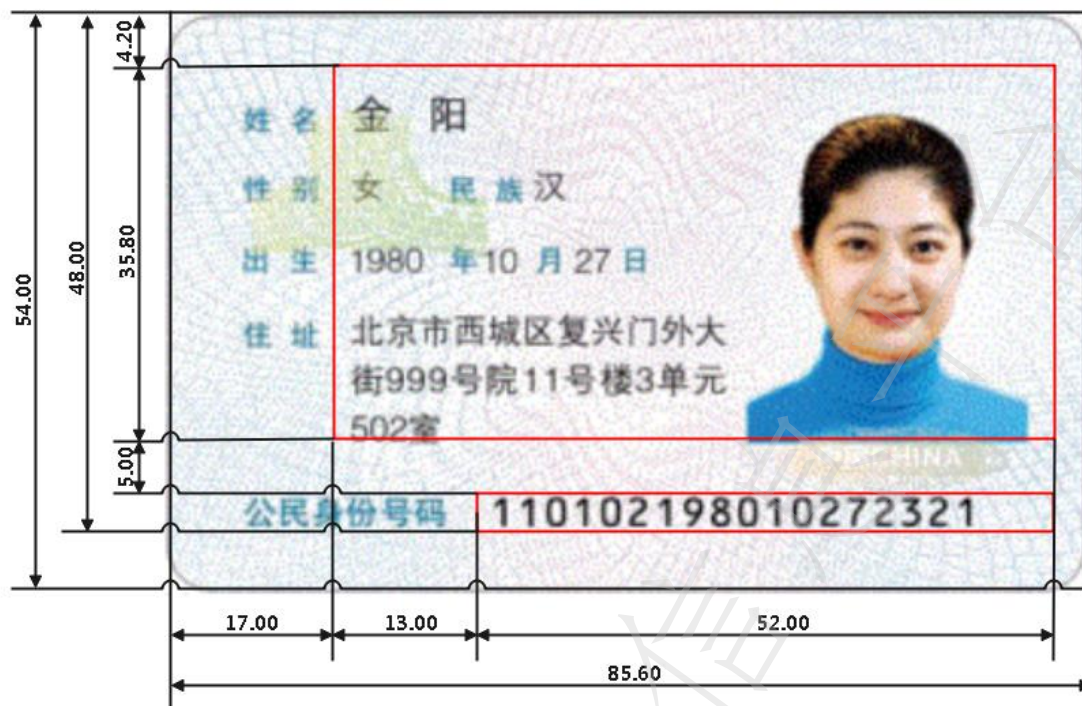 4.20
姓名 金 阳
性别 女 民族 汉
35.80
48.00
54.00
出生 1980 年 10 月 27 日
住址 北京市西城区复兴门外大
街999号院11号楼3单元
502室
5.00
CHINA
公民身份号码 110102198010272321
17.00 13.00 52.00
85.60